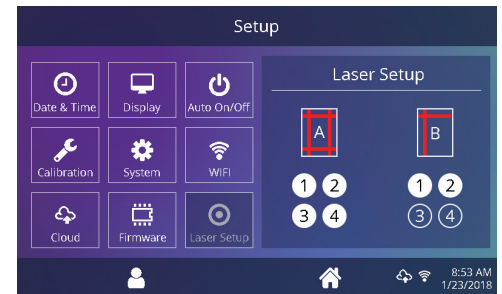 Setup
Date & Time
Display
Auto On/Off
Calibration
System
WIFI
Cloud
Firmware
Laser Setup
Laser Setup
A
B
1 2
1 2
3 4
3 4
8:53 AM
1/23/2018